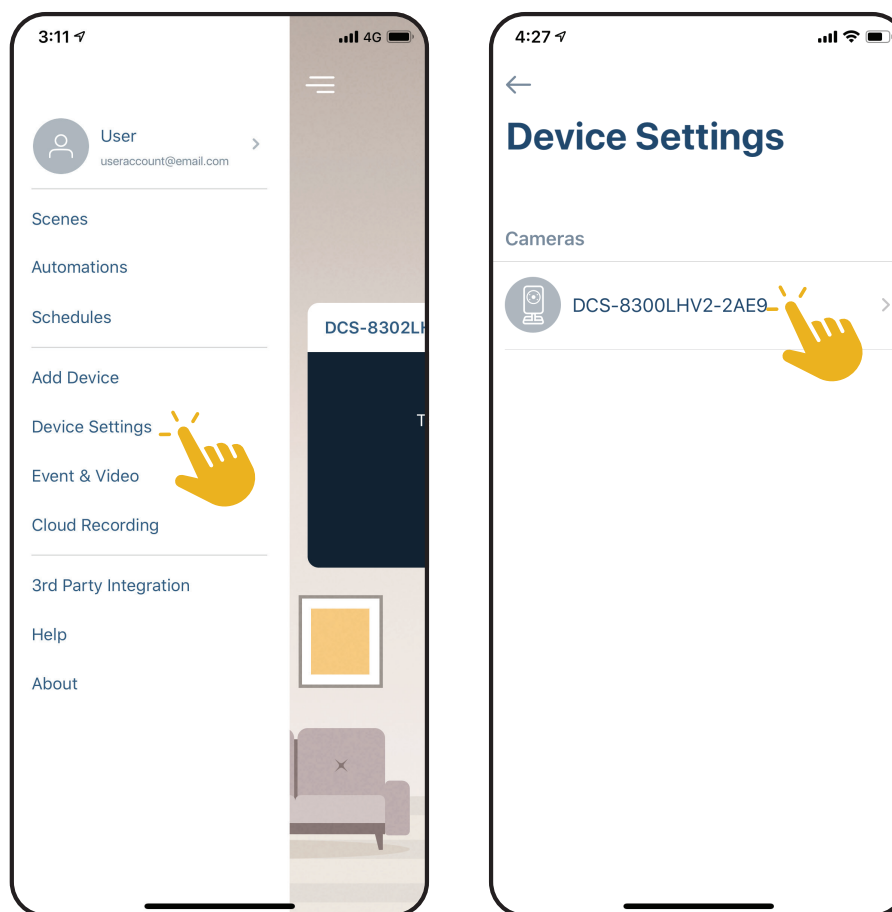 3:11
4G
User
useraccount@email.com
Scenes
Automations
Schedules
Add Device
Device Settings
Event & Video
Cloud Recording
3rd Party Integration
Help
About
DCS-8302LH
T
4:27
Device Settings
Cameras
DCS-8300LHV2-2AE9